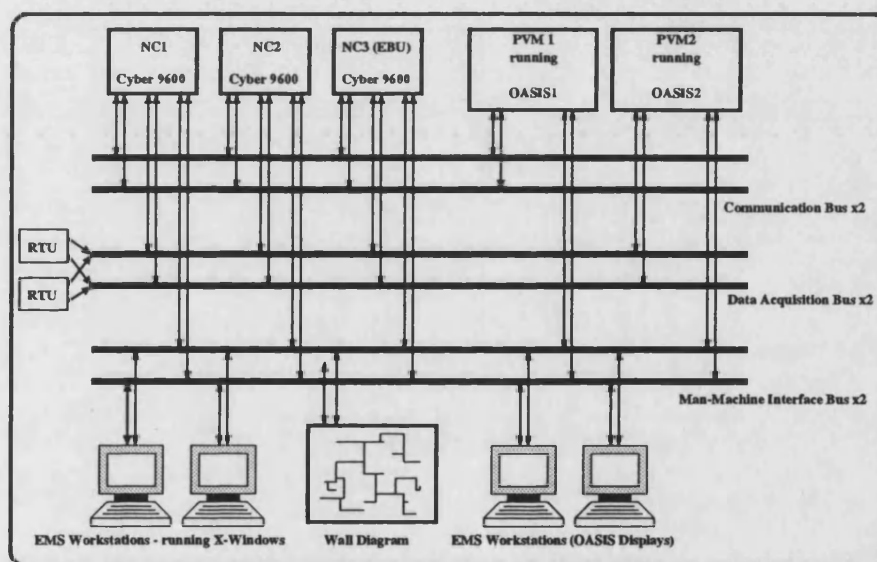 NC1
Cyber 9600
NC2
Cyber 9600
NC3 (EBU)
Cyber 9600
PVM 1
running
OASIS1
PVM2
running
OASIS2
Communication Bus x2
RTU
RTU
Data Acquisition Bus x2
Man-Machine Interface Bus x2
EMS Workstations - running X-Windows
Wall Diagram
EMS Workstations (OASIS Displays)